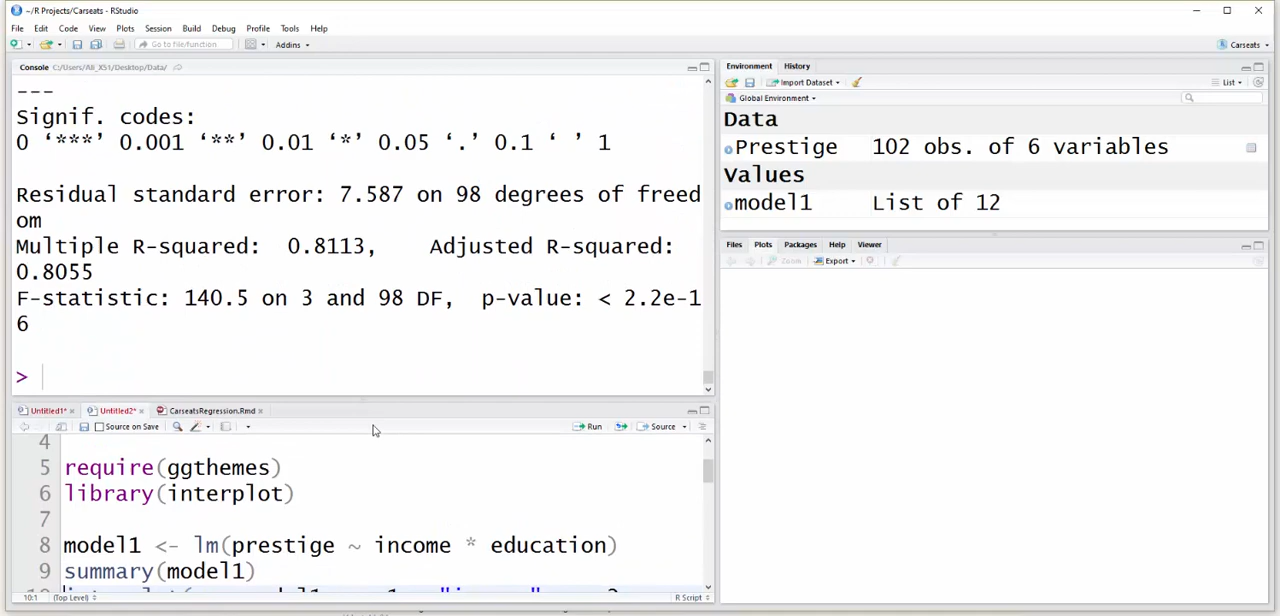 ~/R Projects/Carseats - RStudio
File Edit Code View Plots Session Build Debug Profile Tools Help
Go to file/function Addins Carseats
Console C:/Users/Ali_X51/Desktop/Data/
---
Signif. codes:
0 ‘***’ 0.001 ‘**’ 0.01 ‘*’ 0.05 ‘.’ 0.1 ‘ ’ 1
Residual standard error: 7.587 on 98 degrees of freed
om
Multiple R-squared:  0.8113,	Adjusted R-squared:
0.8055
F-statistic: 140.5 on 3 and 98 DF,  p-value: < 2.2e-1
6
>
Untitled1* Untitled2* CarseatsRegression.Rmd
Source on Save Run Source
4
5 require(ggthemes)
6 library(interplot)
7
8 model1 <- lm(prestige ~ income * education)
9 summary(model1)
10:1 (Top Level) R Script
Environment History
Import Dataset List
Global Environment
Data
Prestige 102 obs. of 6 variables
Values
model1 List of 12
Files Plots Packages Help Viewer
Zoom Export